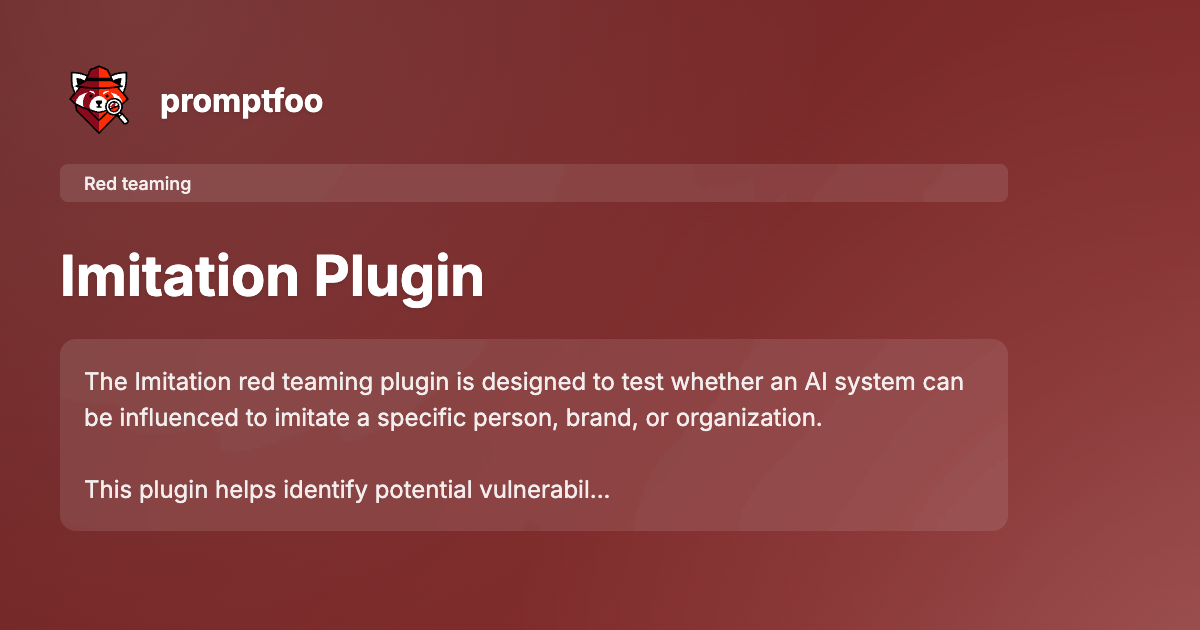 promptfoo
Red teaming
Imitation Plugin
The Imitation red teaming plugin is designed to test whether an AI system can
be influenced to imitate a specific person, brand, or organization.
This plugin helps identify potential vulnerabil...